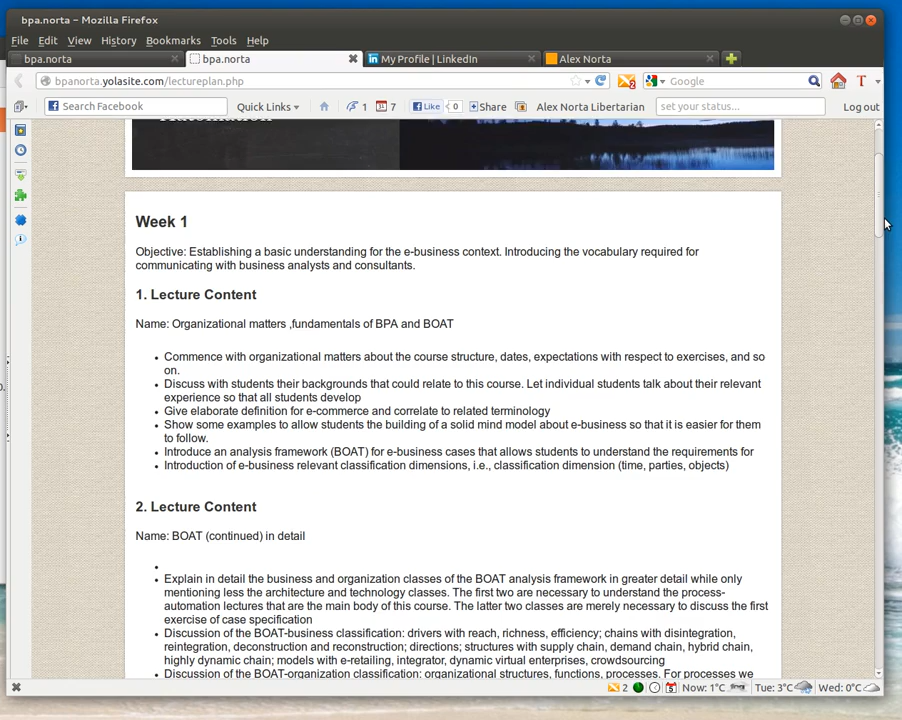 bpa.norta – Mozilla Firefox
File Edit View History Bookmarks Tools Help
bpa.norta bpa.norta My Profile | LinkedIn Alex Norta
bpanorta.yolasite.com/lectureplan.php 2 Google
Search Facebook Quick Links 1 7 Like 0 Share Alex Norta Libertarian set your status... Log out
Week 1
Objective: Establishing a basic understanding for the e-business context. Introducing the vocabulary required for
communicating with business analysts and consultants.
1. Lecture Content
Name: Organizational matters ,fundamentals of BPA and BOAT
Commence with organizational matters about the course structure, dates, expectations with respect to exercises, and so
on.
Discuss with students their backgrounds that could relate to this course. Let individual students talk about their relevant
experience so that all students develop
Give elaborate definition for e-commerce and correlate to related terminology
Show some examples to allow students the building of a solid mind model about e-business so that it is easier for them
to follow.
Introduce an analysis framework (BOAT) for e-business cases that allows students to understand the requirements for
Introduction of e-business relevant classification dimensions, i.e., classification dimension (time, parties, objects)
2. Lecture Content
Name: BOAT (continued) in detail
Explain in detail the business and organization classes of the BOAT analysis framework in greater detail while only
mentioning less the architecture and technology classes. The first two are necessary to understand the process-
automation lectures that are the main body of this course. The latter two classes are merely necessary to discuss the first
exercise of case specification
Discussion of the BOAT-business classification: drivers with reach, richness, efficiency; chains with disintegration,
reintegration, deconstruction and reconstruction; directions; structures with supply chain, demand chain, hybrid chain,
highly dynamic chain; models with e-retailing, integrator, dynamic virtual enterprises, crowdsourcing
Discussion of the BOAT-organization classification: organizational structures, functions, processes. For processes we
2 Now: 1°C Tue: 3°C Wed: 0°C